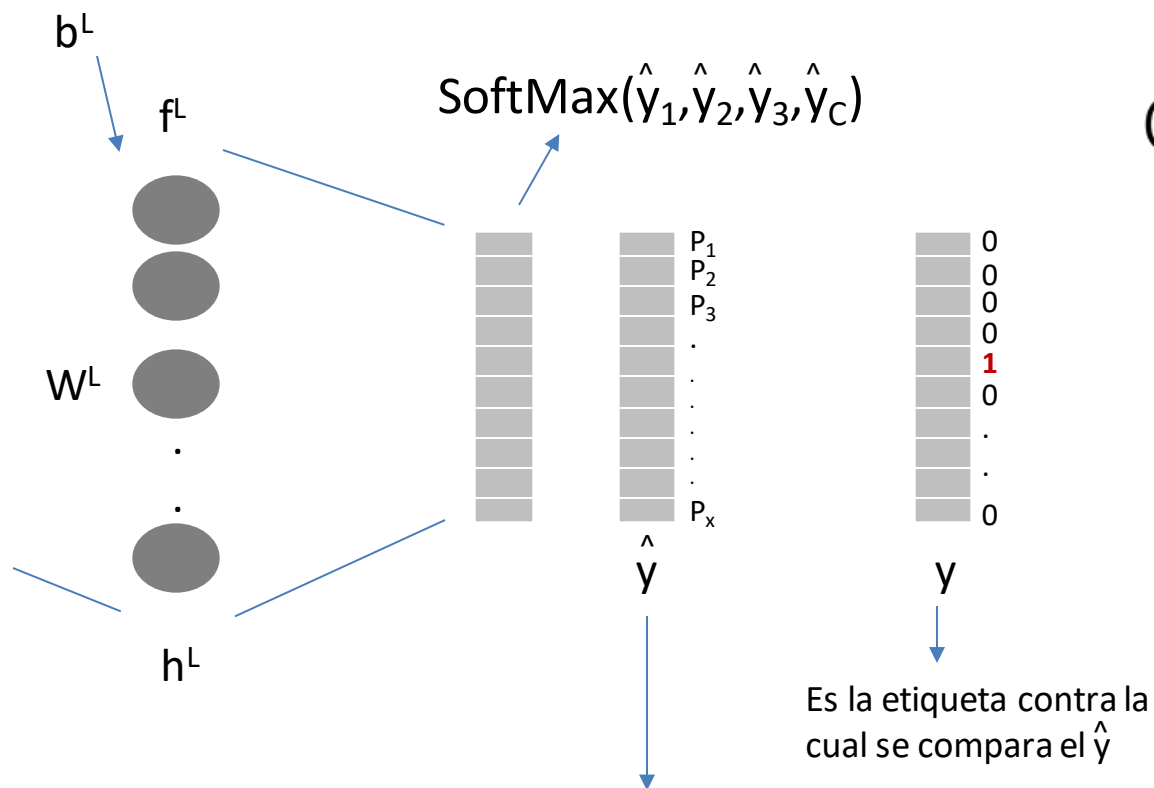 b^L
f^L
SoftMax(ŷ₁,ŷ₂,ŷ₃,ŷ_C)
(
W^L
h^L
P₁
P₂
P₃
.
.
.
.
.
.
Pₓ
ŷ
0
0
0
0
1
0
.
.
0
y
Es la etiqueta contra la
cual se compara el ŷ